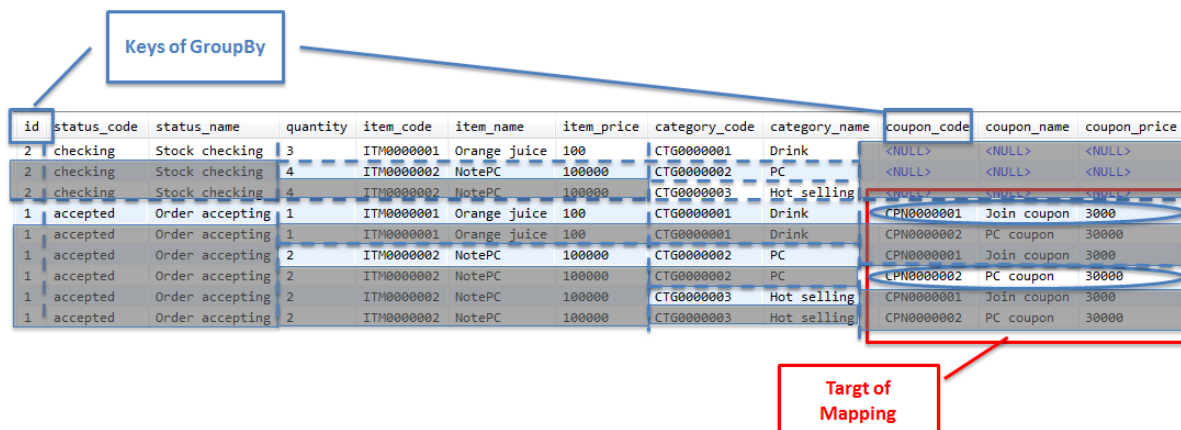 Keys of GroupBy
id status_code status_name quantity item_code item_name item_price category_code category_name coupon_code coupon_name coupon_price
2 checking Stock checking 3 ITM0000001 Orange juice 100 CTG0000001 Drink <NULL> <NULL> <NULL>
2 checking Stock checking 4 ITM0000002 NotePC 100000 CTG0000002 PC <NULL> <NULL> <NULL>
2 checking Stock checking 4 ITM0000002 NotePC 100000 CTG0000003 Hot selling <NULL> <NULL> <NULL>
1 accepted Order accepting 1 ITM0000001 Orange juice 100 CTG0000001 Drink CPN0000001 Join coupon 3000
1 accepted Order accepting 1 ITM0000001 Orange juice 100 CTG0000001 Drink CPN0000002 PC coupon 30000
1 accepted Order accepting 2 ITM0000002 NotePC 100000 CTG0000002 PC CPN0000001 Join coupon 3000
1 accepted Order accepting 2 ITM0000002 NotePC 100000 CTG0000002 PC CPN0000002 PC coupon 30000
1 accepted Order accepting 2 ITM0000002 NotePC 100000 CTG0000003 Hot selling CPN0000001 Join coupon 3000
1 accepted Order accepting 2 ITM0000002 NotePC 100000 CTG0000003 Hot selling CPN0000002 PC coupon 30000
Targt of
Mapping